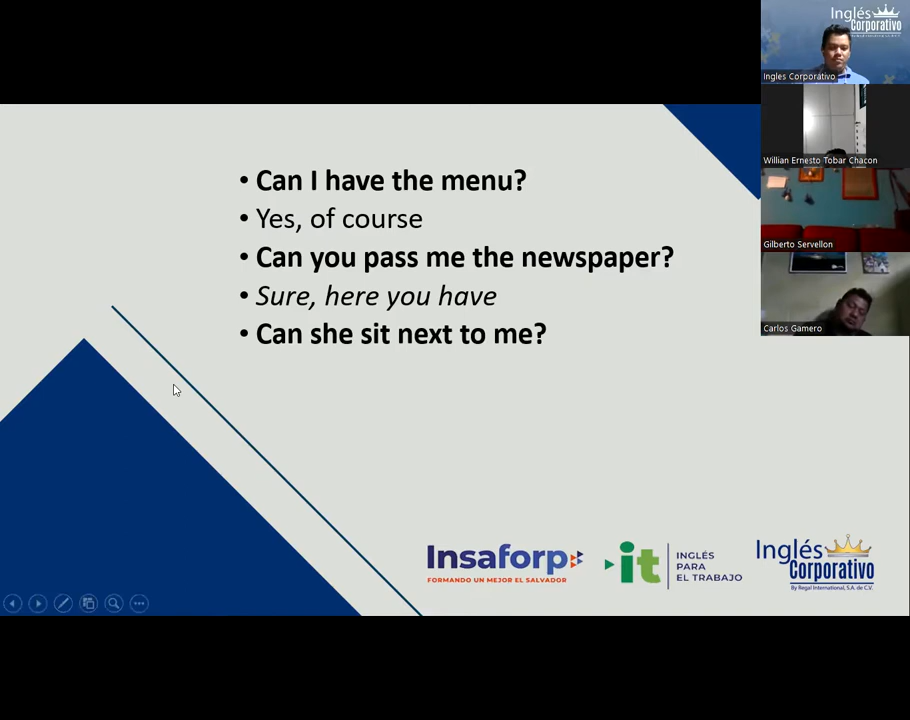 Can I have the menu?
Yes, of course
Can you pass me the newspaper?
Sure, here you have
Can she sit next to me?
Insaforp
FORMANDO UN MEJOR EL SALVADOR
it
INGLÉS
PARA
EL TRABAJO
Inglés
Corporativo
By Regal International, S.A. de C.V.
Inglés
Corporativo
Ingles Corporativo
Willian Ernesto Tobar Chacon
Gilberto Servellon
Carlos Gamero